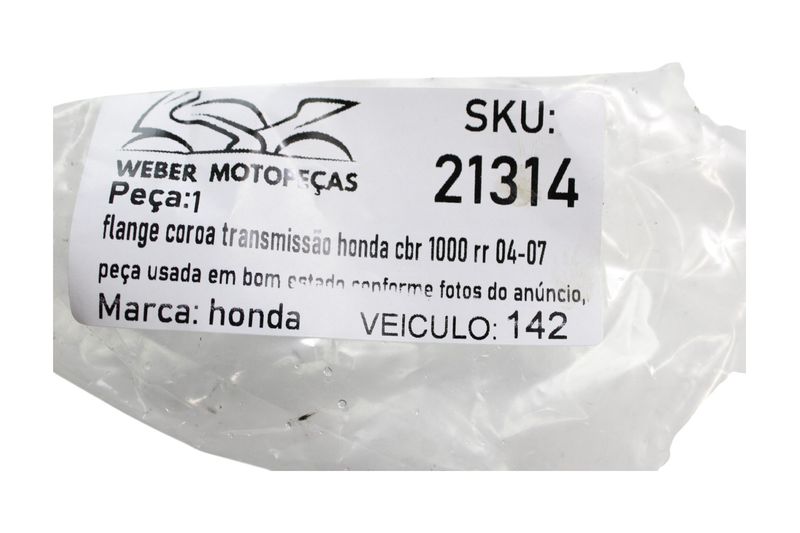 WEBER MOTOPEÇAS
SKU:
21314
Peça:1
flange coroa transmissão honda cbr 1000 rr 04-07
peça usada em bom estado conforme fotos do anúncio,
Marca: honda
VEICULO: 142